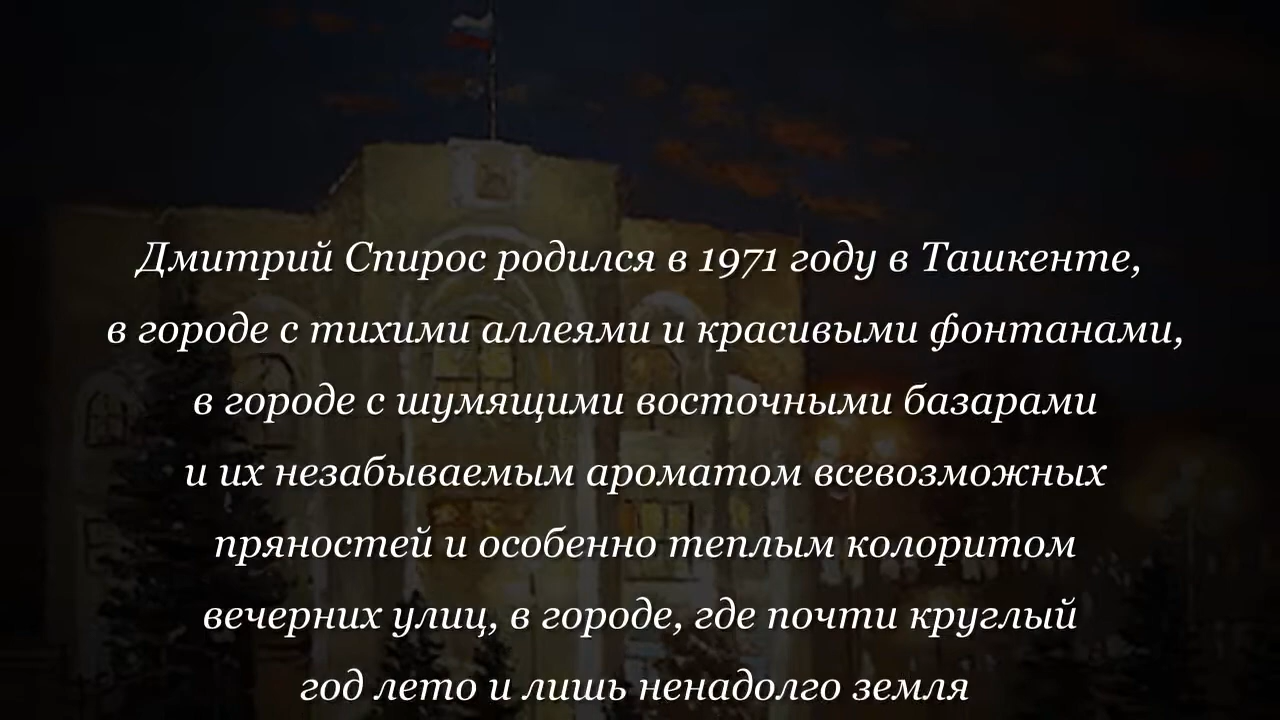 Дмитрий Спирос родился в 1971 году в Ташкенте,
в городе с тихими аллеями и красивыми фонтанами,
в городе с шумящими восточными базарами
и их незабываемым ароматом всевозможных
пряностей и особенно теплым колоритом
вечерних улиц, в городе, где почти круглый
год лето и лишь ненадолго земля